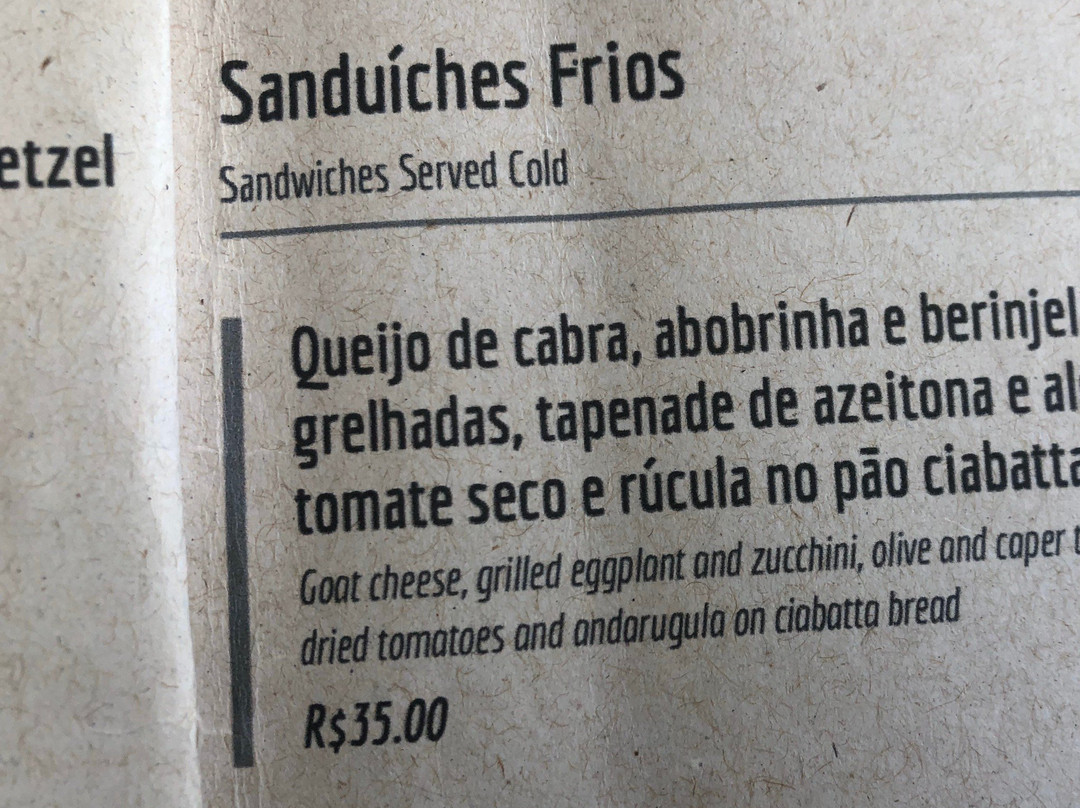 etzel
Sanduíches Frios
Sandwiches Served Cold
Queijo de cabra, abobrinha e berinjel
grelhadas, tapenade de azeitona e al
tomate seco e rúcula no pão ciabatta
Goat cheese, grilled eggplant and zucchini, olive and caper t
dried tomatoes and andarugula on ciabatta bread
R$35.00